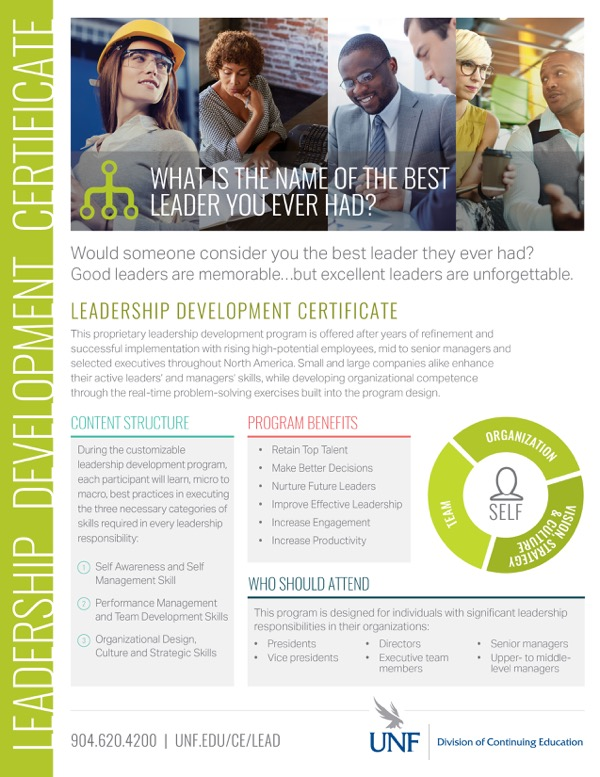 LEADERSHIP DEVELOPMENT CERTIFICATE
WHAT IS THE NAME OF THE BEST
LEADER YOU EVER HAD?
Would someone consider you the best leader they ever had?
Good leaders are memorable...but excellent leaders are unforgettable.
LEADERSHIP DEVELOPMENT CERTIFICATE
This proprietary leadership development program is offered after years of refinement and
successful implementation with rising high-potential employees, mid to senior managers and
selected executives throughout North America. Small and large companies alike enhance
their active leaders' and managers' skills, while developing organizational competence
through the real-time problem-solving exercises built into the program design.
CONTENT STRUCTURE
During the customizable
leadership development program,
each participant will learn, micro to
macro, best practices in executing
the three necessary categories of
skills required in every leadership
responsibility:
1 Self Awareness and Self
Management Skill
2 Performance Management
and Team Development Skills
3 Organizational Design,
Culture and Strategic Skills
PROGRAM BENEFITS
• Retain Top Talent
• Make Better Decisions
• Nurture Future Leaders
• Improve Effective Leadership
• Increase Engagement
• Increase Productivity
ORGANIZATION
TEAM
SELF
VISION, STRATEGY
& CULTURE
WHO SHOULD ATTEND
This program is designed for individuals with significant leadership
responsibilities in their organizations:
• Presidents
• Vice presidents
• Directors
• Executive team
members
• Senior managers
• Upper- to middle-
level managers
904.620.4200 | UNF.EDU/CE/LEAD
UNF
Division of Continuing Education